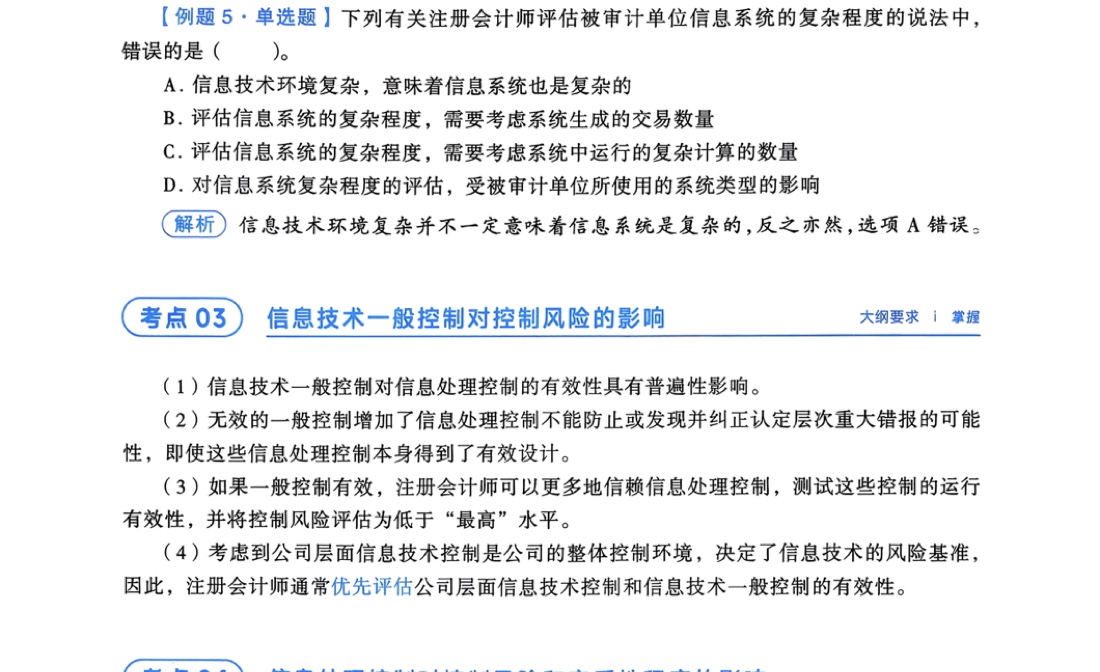 【例题5·单选题】下列有关注册会计师评估被审计单位信息系统的复杂程度的说法中，
错误的是（　　）。
A. 信息技术环境复杂，意味着信息系统也是复杂的
B. 评估信息系统的复杂程度，需要考虑系统生成的交易数量
C. 评估信息系统的复杂程度，需要考虑系统中运行的复杂计算的数量
D. 对信息系统复杂程度的评估，受被审计单位所使用的系统类型的影响
解析 信息技术环境复杂并不一定意味着信息系统是复杂的，反之亦然，选项 A 错误。
考点 03 信息技术一般控制对控制风险的影响 大纲要求 ⅰ 掌握
（1）信息技术一般控制对信息处理控制的有效性具有普遍性影响。
（2）无效的一般控制增加了信息处理控制不能防止或发现并纠正认定层次重大错报的可能
性，即使这些信息处理控制本身得到了有效设计。
（3）如果一般控制有效，注册会计师可以更多地信赖信息处理控制，测试这些控制的运行
有效性，并将控制风险评估为低于“最高”水平。
（4）考虑到公司层面信息技术控制是公司的整体控制环境，决定了信息技术的风险基准，
因此，注册会计师通常优先评估公司层面信息技术控制和信息技术一般控制的有效性。